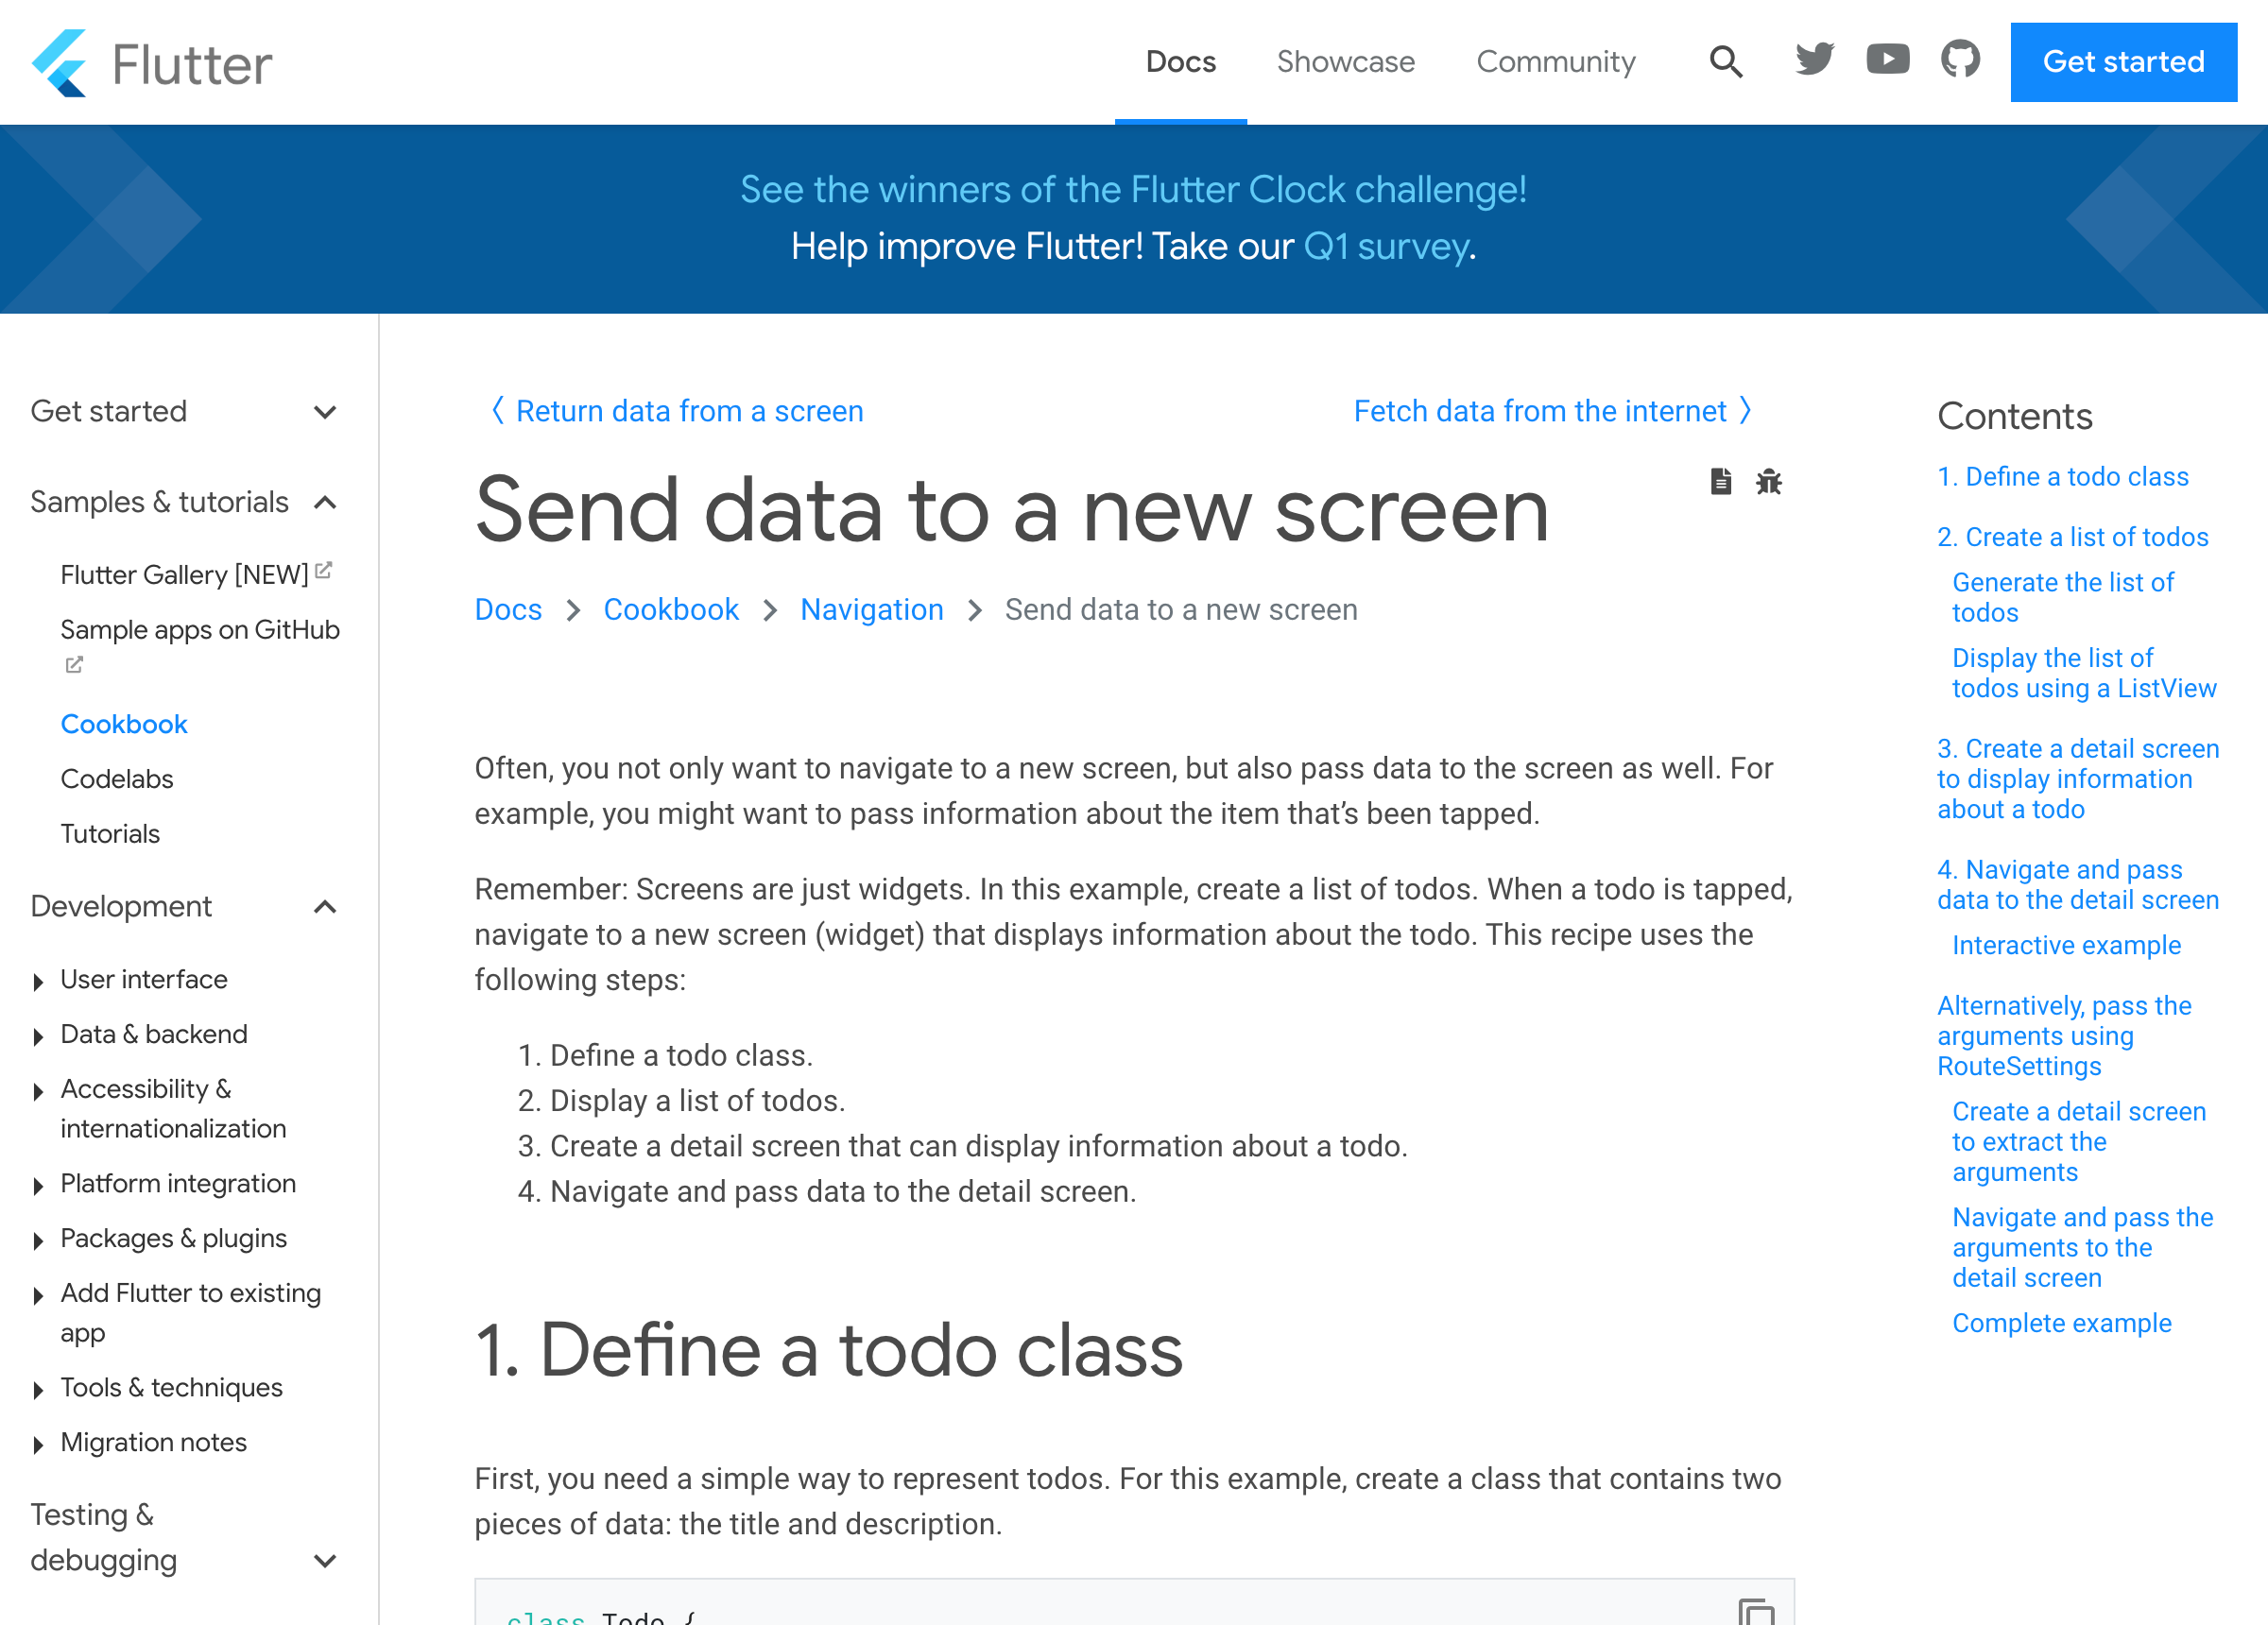 Flutter
Docs
Showcase
Community
Get started
See the winners of the Flutter Clock challenge!
Help improve Flutter! Take our Q1 survey.
Get started
Samples & tutorials
Flutter Gallery [NEW]
Sample apps on GitHub
Cookbook
Codelabs
Tutorials
Development
User interface
Data & backend
Accessibility &
internationalization
Platform integration
Packages & plugins
Add Flutter to existing
app
Tools & techniques
Migration notes
Testing &
debugging
〈 Return data from a screen
Fetch data from the internet 〉
Send data to a new screen
Docs > Cookbook > Navigation > Send data to a new screen
Often, you not only want to navigate to a new screen, but also pass data to the screen as well. For
example, you might want to pass information about the item that’s been tapped.
Remember: Screens are just widgets. In this example, create a list of todos. When a todo is tapped,
navigate to a new screen (widget) that displays information about the todo. This recipe uses the
following steps:
1. Define a todo class.
2. Display a list of todos.
3. Create a detail screen that can display information about a todo.
4. Navigate and pass data to the detail screen.
1. Define a todo class
First, you need a simple way to represent todos. For this example, create a class that contains two
pieces of data: the title and description.
class Todo {
Contents
1. Define a todo class
2. Create a list of todos
Generate the list of
todos
Display the list of
todos using a ListView
3. Create a detail screen
to display information
about a todo
4. Navigate and pass
data to the detail screen
Interactive example
Alternatively, pass the
arguments using
RouteSettings
Create a detail screen
to extract the
arguments
Navigate and pass the
arguments to the
detail screen
Complete example